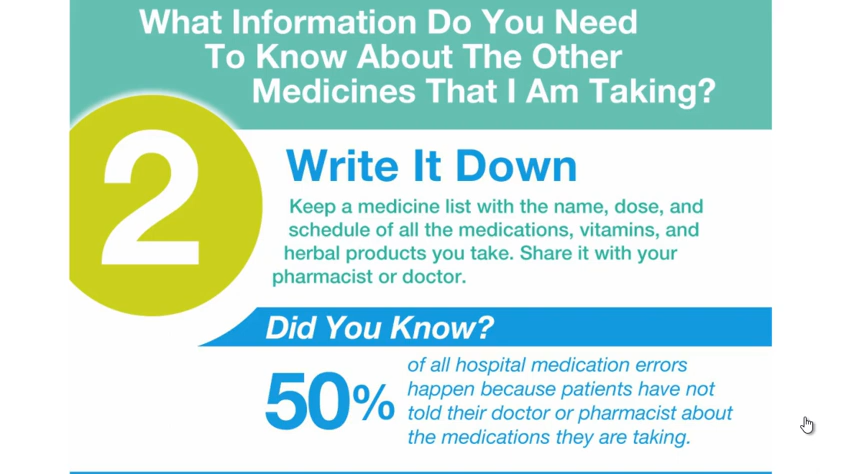 What Information Do You Need
To Know About The Other
Medicines That I Am Taking?
2
Write It Down
Keep a medicine list with the name, dose, and
schedule of all the medications, vitamins, and
herbal products you take. Share it with your
pharmacist or doctor.
Did You Know?
50%
of all hospital medication errors
happen because patients have not
told their doctor or pharmacist about
the medications they are taking.